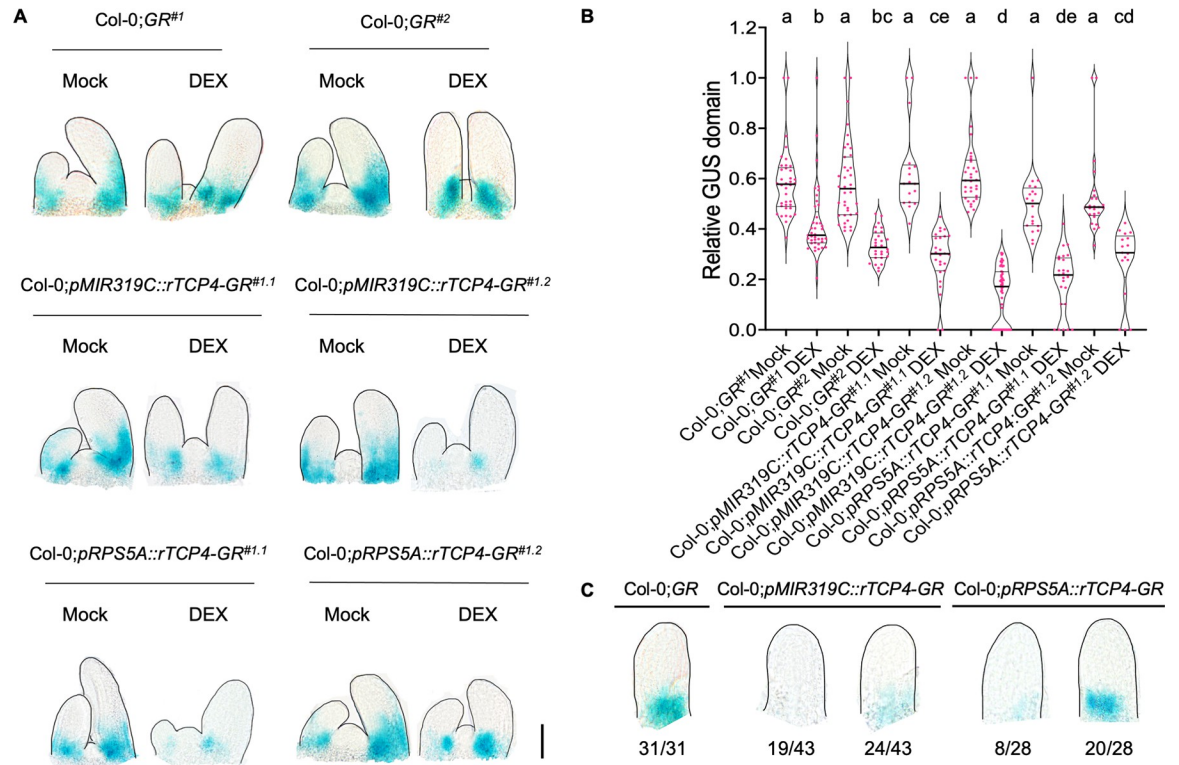 A
Col-0;GR#1
Col-0;GR#2
Mock
DEX
Mock
DEX
Col-0;pMIR319C::rTCP4-GR#1.1
Col-0;pMIR319C::rTCP4-GR#1.2
Mock
DEX
Mock
DEX
Col-0;pRPS5A::rTCP4-GR#1.1
Col-0;pRPS5A::rTCP4-GR#1.2
Mock
DEX
Mock
DEX
B
a b a bc a ce a d a de a cd
Relative GUS domain
1.2
1.0
0.8
0.6
0.4
0.2
0.0
Col-0;GR#1Mock
Col-0;GR#1 DEX
Col-0;GR#2 Mock
Col-0;GR#2 DEX
Col-0;pMIR319C::rTCP4-GR#1.1 Mock
Col-0;pMIR319C::rTCP4-GR#1.1 DEX
Col-0;pMIR319C::rTCP4-GR#1.2 Mock
Col-0;pMIR319C::rTCP4-GR#1.2 DEX
Col-0;pRPS5A::rTCP4-GR#1.1 Mock
Col-0;pRPS5A::rTCP4-GR#1.1 DEX
Col-0;pRPS5A::rTCP4:GR#1.2 Mock
Col-0;pRPS5A::rTCP4-GR#1.2 DEX
C
Col-0;GR
Col-0;pMIR319C::rTCP4-GR
Col-0;pRPS5A::rTCP4-GR
31/31
19/43
24/43
8/28
20/28